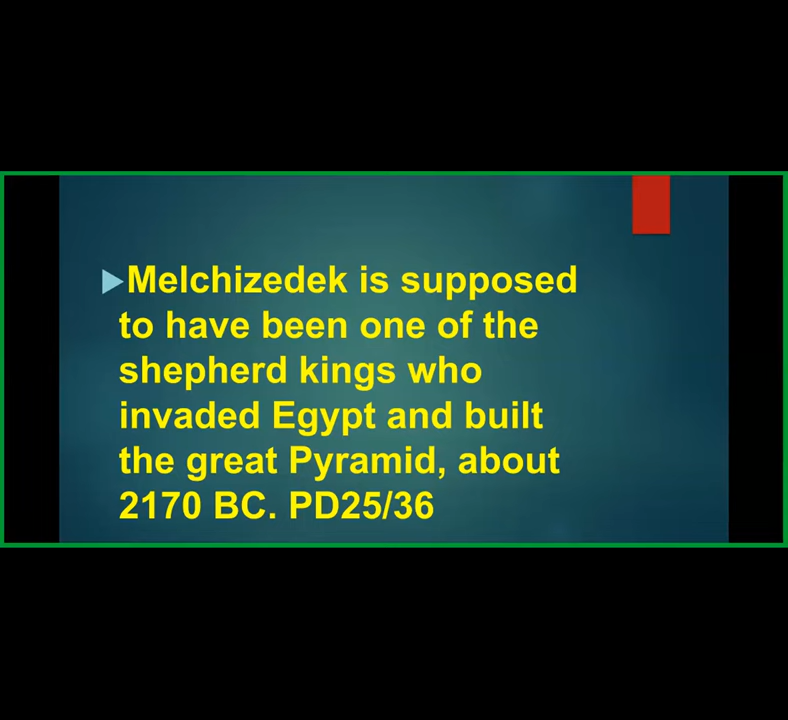 Melchizedek is supposed
to have been one of the
shepherd kings who
invaded Egypt and built
the great Pyramid, about
2170 BC. PD25/36